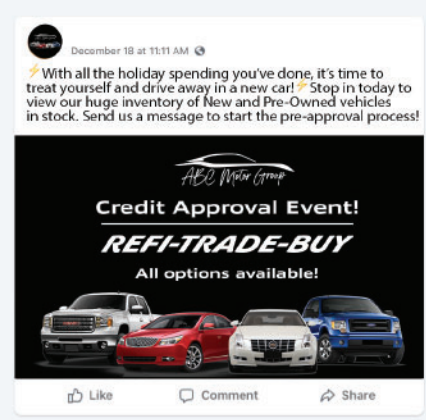 December 18 at 11:11 AM
⚡With all the holiday spending you've done, it's time to
treat yourself and drive away in a new car!⚡Stop in today to
view our huge inventory of New and Pre-Owned vehicles
in stock. Send us a message to start the pre-approval process!
ABC Motor Group
Credit Approval Event!
REFI-TRADE-BUY
All options available!
Like Comment Share